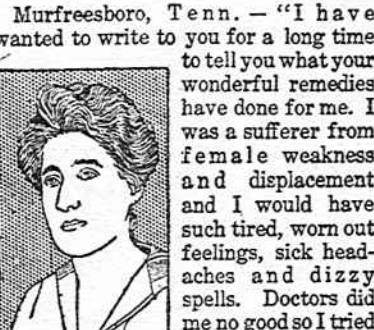 Murfreesboro, Tenn. — “I have
wanted to write to you for a long time
to tell you what your
wonderful remedies
have done for me. I
was a sufferer from
female weakness
and displacement
and I would have
such tired, worn out
feelings, sick head-
aches and dizzy
spells. Doctors did
me no good so I tried